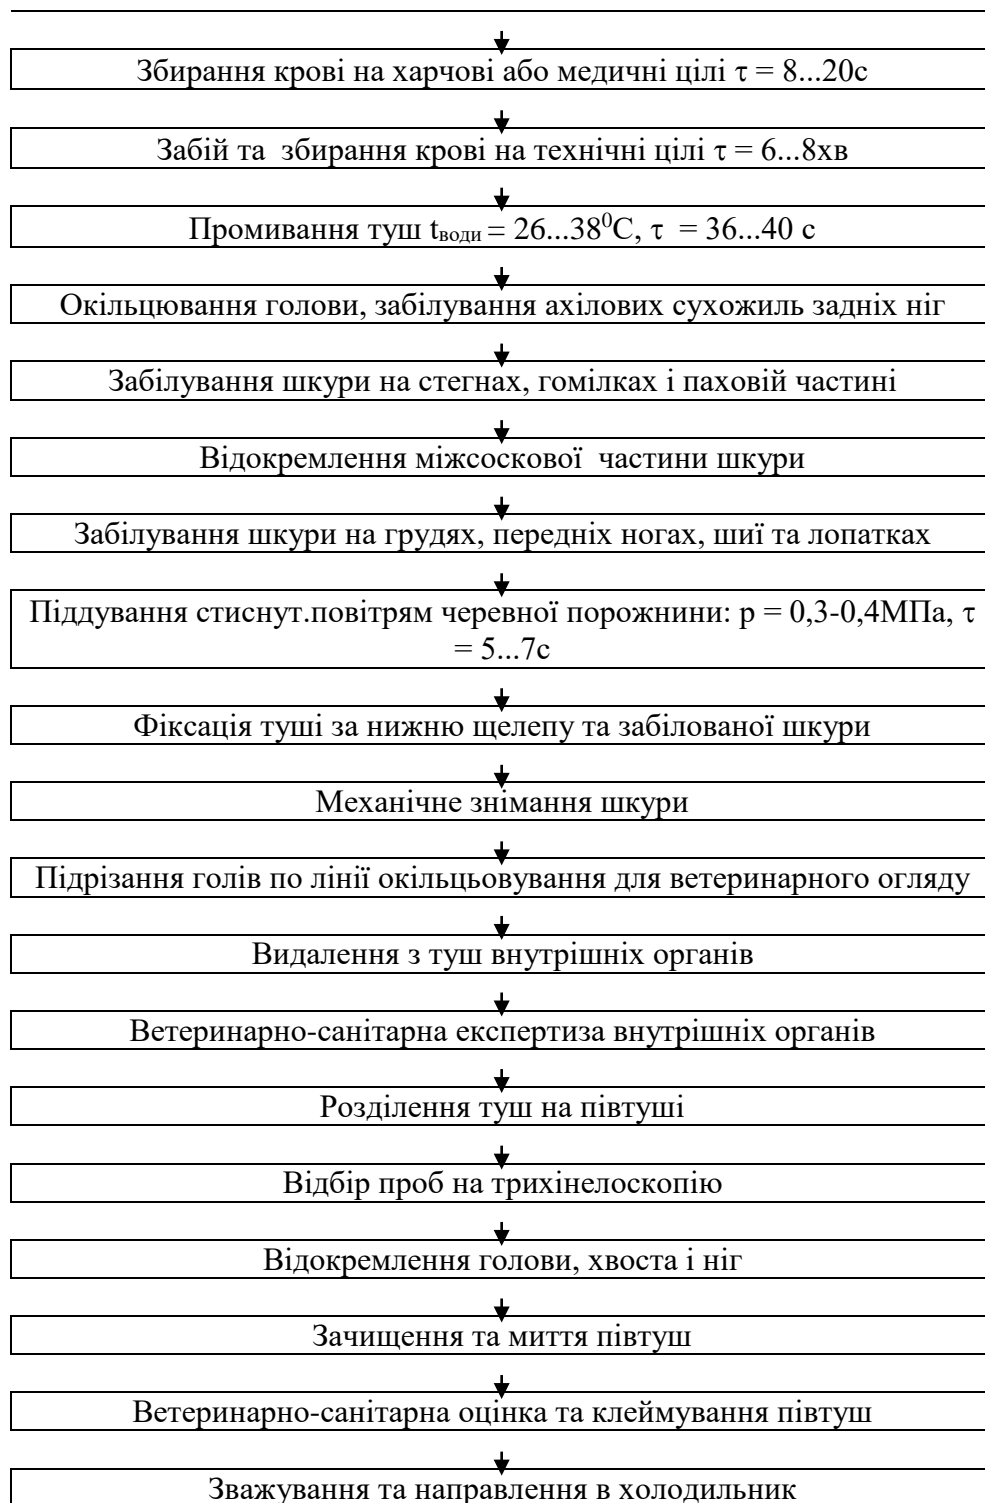 Збирання крові на харчові або медичні цілі τ = 8...20с
Забій та збирання крові на технічні цілі τ = 6...8хв
Промивання туш tводи = 26...38⁰С, τ = 36...40 с
Окільцювання голови, забілування ахілових сухожиль задніх ніг
Забілування шкури на стегнах, гомілках і паховій частині
Відокремлення міжсоскової частини шкури
Забілування шкури на грудях, передніх ногах, шиї та лопатках
Піддування стиснут.повітрям черевної порожнини: р = 0,3-0,4МПа, τ
= 5...7с
Фіксація туші за нижню щелепу та забілованої шкури
Механічне знімання шкури
Підрізання голів по лінії окільцьовування для ветеринарного огляду
Видалення з туш внутрішніх органів
Ветеринарно-санітарна експертиза внутрішніх органів
Розділення туш на півтуші
Відбір проб на трихінелоскопію
Відокремлення голови, хвоста і ніг
Зачищення та миття півтуш
Ветеринарно-санітарна оцінка та клеймування півтуш
Зважування та направлення в холодильник